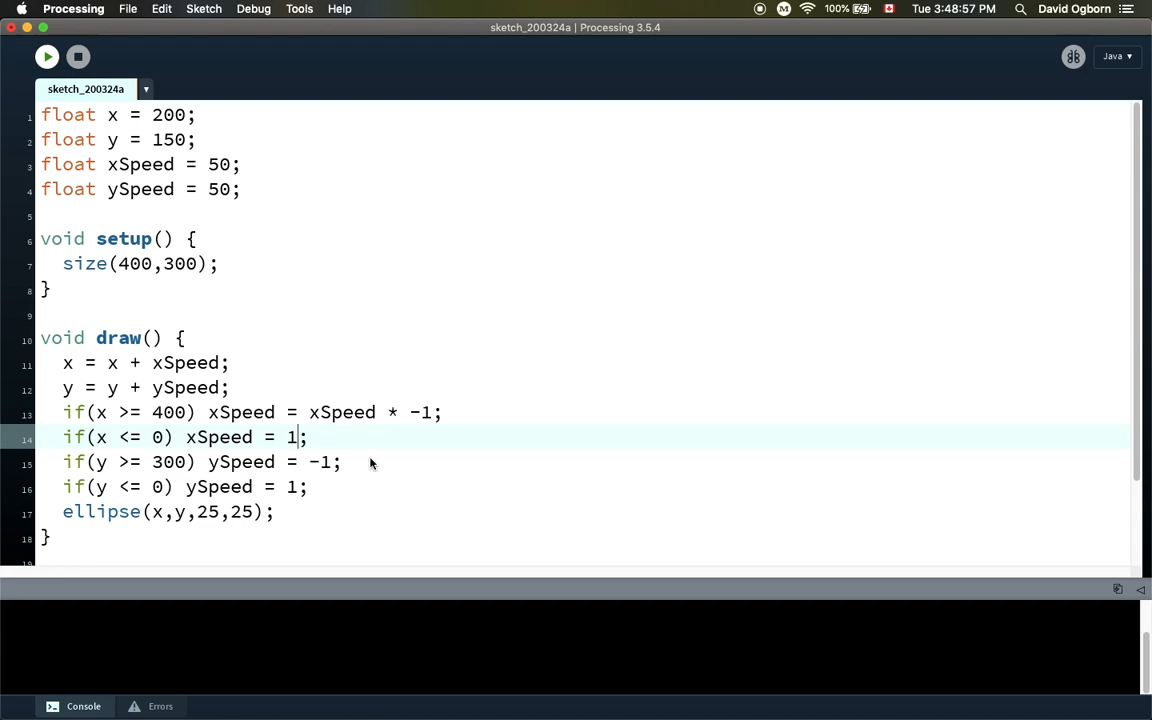 Processing File Edit Sketch Debug Tools Help M 100% Tue 3:48:57 PM David Ogborn
sketch_200324a | Processing 3.5.4
Java ▾
sketch_200324a ▾
1 float x = 200;
2 float y = 150;
3 float xSpeed = 50;
4 float ySpeed = 50;
5
6 void setup() {
7 size(400,300);
8 }
9
10 void draw() {
11 x = x + xSpeed;
12 y = y + ySpeed;
13 if(x >= 400) xSpeed = xSpeed * -1;
14 if(x <= 0) xSpeed = 1;
15 if(y >= 300) ySpeed = -1;
16 if(y <= 0) ySpeed = 1;
17 ellipse(x,y,25,25);
18 }
19
Console Errors